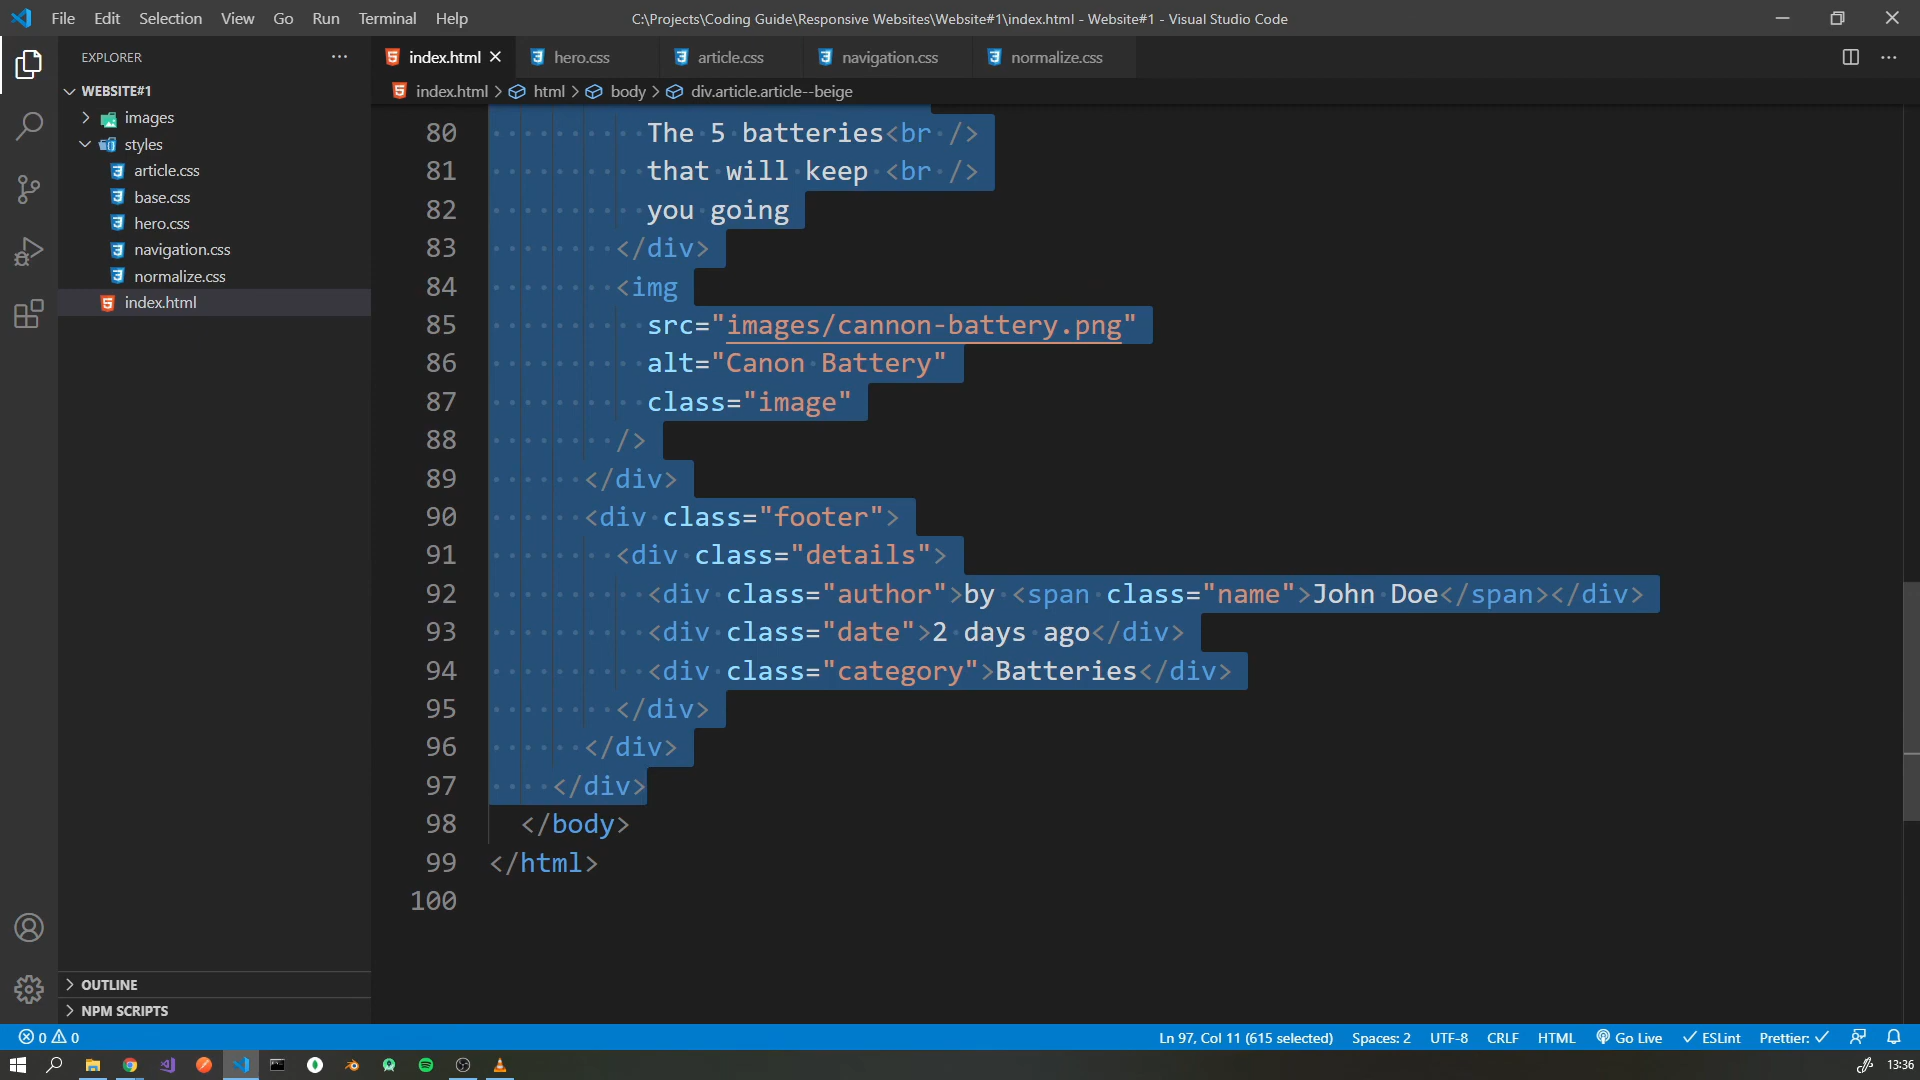 File Edit Selection View Go Run Terminal Help
C:\Projects\Coding Guide\Responsive Websites\Website#1\index.html - Website#1 - Visual Studio Code
EXPLORER
index.html
hero.css
article.css
navigation.css
normalize.css
WEBSITE#1
index.html > html > body > div.article.article--beige
images
styles
article.css
base.css
hero.css
navigation.css
normalize.css
index.html
80 The 5 batteries<br />
81 that will keep <br />
82 you going
83 </div>
84 <img
85 src="images/cannon-battery.png"
86 alt="Canon Battery"
87 class="image"
88 />
89 </div>
90 <div class="footer">
91 <div class="details">
92 <div class="author">by <span class="name">John Doe</span></div>
93 <div class="date">2 days ago</div>
94 <div class="category">Batteries</div>
95 </div>
96 </div>
97 </div>
98 </body>
99 </html>
100
OUTLINE
NPM SCRIPTS
0 0
Ln 97, Col 11 (615 selected) Spaces: 2 UTF-8 CRLF HTML Go Live ESLint Prettier: ✓
13:36